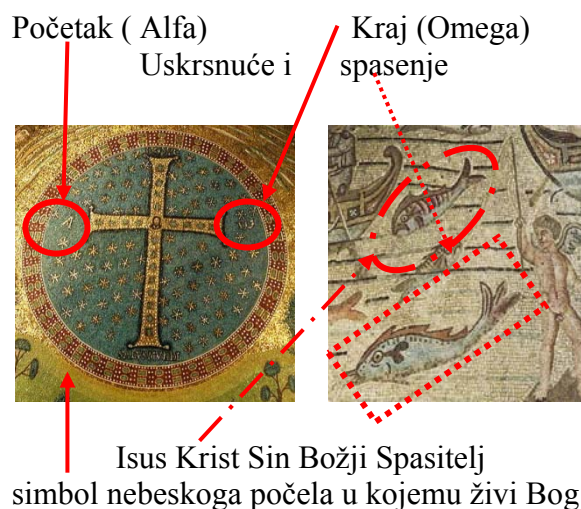 Početak ( Alfa) Kraj (Omega)
Uskrsnuće i spasenje
Isus Krist Sin Božji Spasitelj
simbol nebeskoga počela u kojemu živi Bog